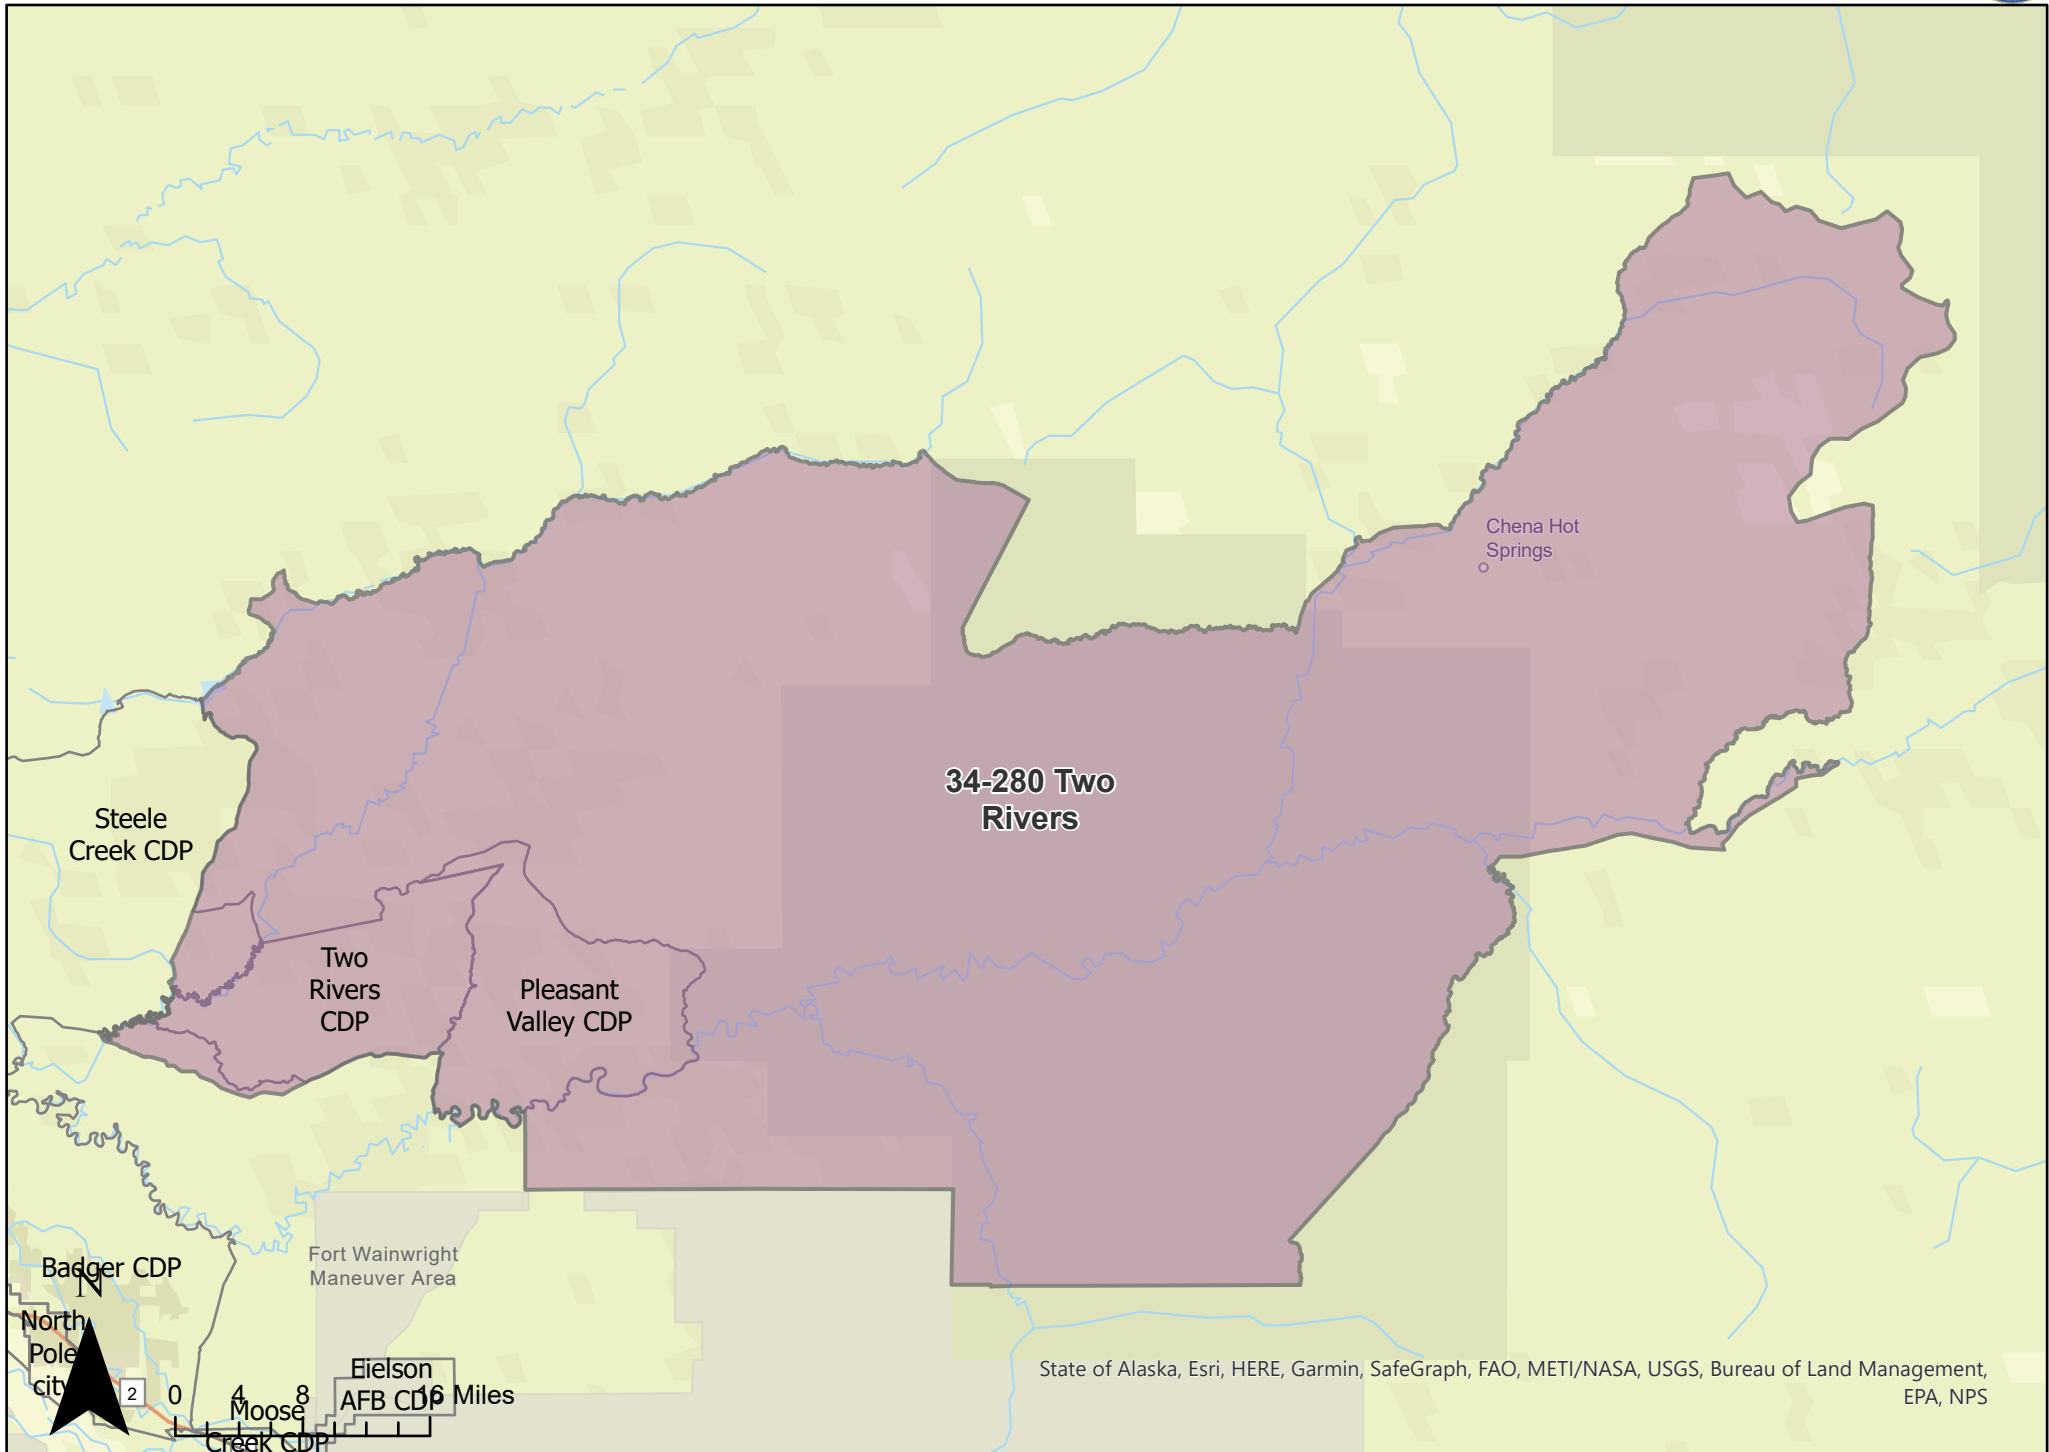 Chena Hot
Springs
34-280 Two
Rivers
Steele
Creek CDP
Two
Rivers
CDP
Pleasant
Valley CDP
Fort Wainwright
Maneuver Area
Badger CDP
N
North
Pole
city
2
0 4 8 16 Miles
Eielson
AFB CDP
Moose
Creek CDP
State of Alaska, Esri, HERE, Garmin, SafeGraph, FAO, METI/NASA, USGS, Bureau of Land Management,
EPA, NPS